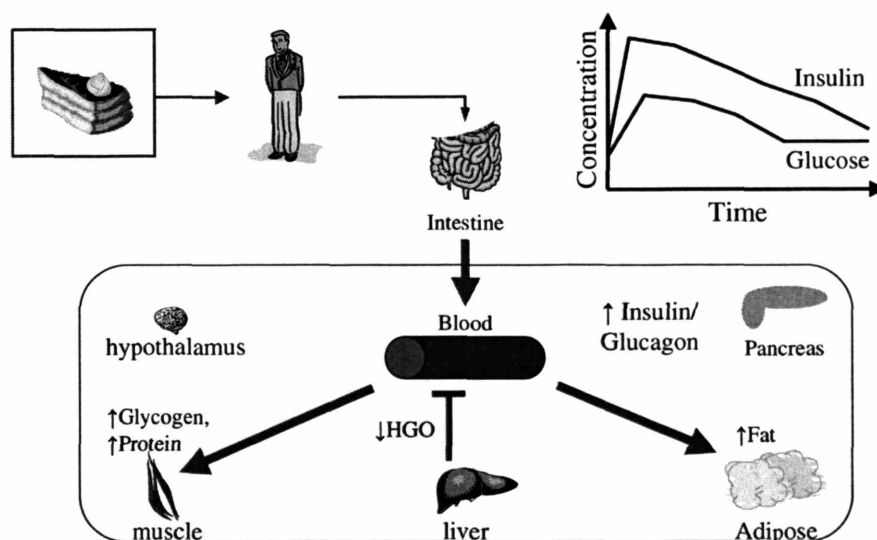 Concentration
Insulin
Glucose
Time
Intestine
hypothalamus
Blood
↑ Insulin/
Glucagon
Pancreas
↑Glycogen,
↑Protein
↓HGO
↑Fat
muscle
liver
Adipose